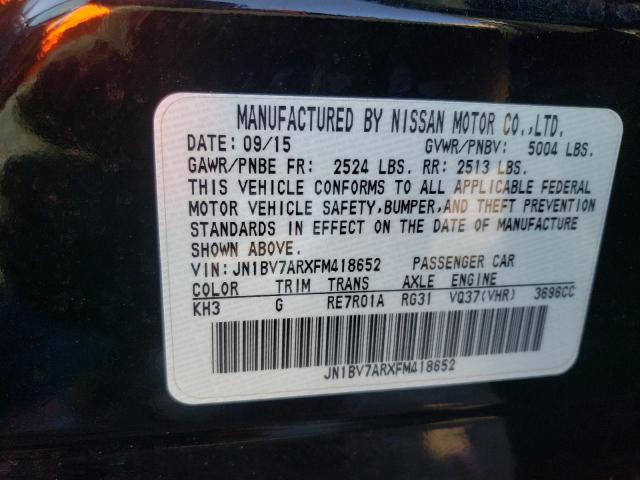 MANUFACTURED BY NISSAN MOTOR CO.,LTD.
DATE: 09/15 GVWR/PNBV: 5004 LBS.
GAWR/PNBE FR: 2524 LBS. RR: 2513 LBS.
THIS VEHICLE CONFORMS TO ALL APPLICABLE FEDERAL
MOTOR VEHICLE SAFETY,BUMPER,AND THEFT PREVENTION
STANDARDS IN EFFECT ON THE DATE OF MANUFACTURE
SHOWN ABOVE.
VIN: JN1BV7ARXFM418652 PASSENGER CAR
COLOR TRIM TRANS AXLE ENGINE
KH3 G RE7R01A RG31 VQ37(VHR) 3696CC
JN1BV7ARXFM418652